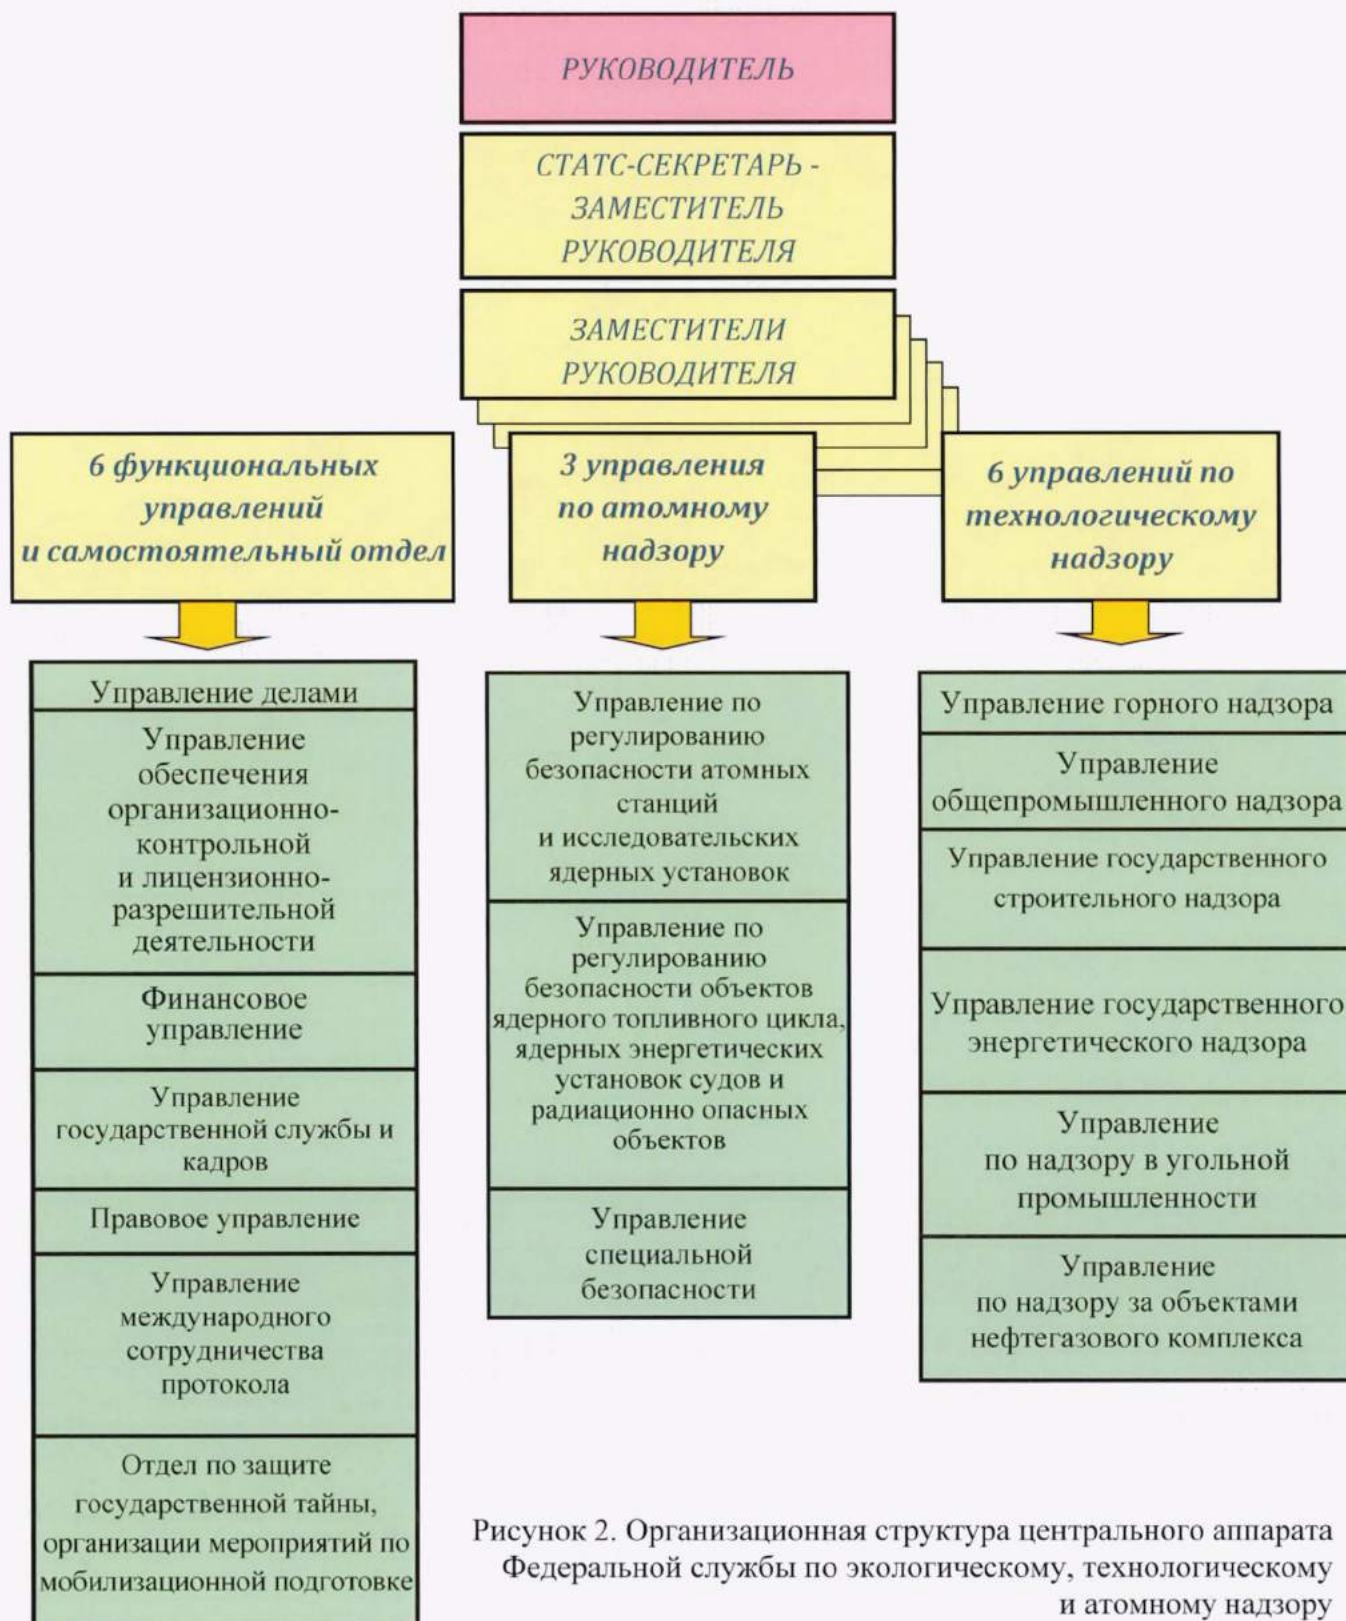 РУКОВОДИТЕЛЬ
СТАТС-СЕКРЕТАРЬ -
ЗАМЕСТИТЕЛЬ
РУКОВОДИТЕЛЯ
ЗАМЕСТИТЕЛИ
РУКОВОДИТЕЛЯ
6 функциональных
управлений
и самостоятельный отдел
3 управления
по атомному
надзору
6 управлений по
технологическому
надзору
Управление делами
Управление
обеспечения
организационно-
контрольной
и лицензионно-
разрешительной
деятельности
Финансовое
управление
Управление
государственной службы и
кадров
Правовое управление
Управление
международного
сотрудничества
протокола
Отдел по защите
государственной тайны,
организации мероприятий по
мобилизационной подготовке
Управление по
регулированию
безопасности атомных
станций
и исследовательских
ядерных установок
Управление по
регулированию
безопасности объектов
ядерного топливного цикла,
ядерных энергетических
установок судов и
радиационно опасных
объектов
Управление
специальной
безопасности
Управление горного надзора
Управление
общепромышленного надзора
Управление государственного
строительного надзора
Управление государственного
энергетического надзора
Управление
по надзору в угольной
промышленности
Управление
по надзору за объектами
нефтегазового комплекса
Рисунок 2. Организационная структура центрального аппарата
Федеральной службы по экологическому, технологическому
и атомному надзору